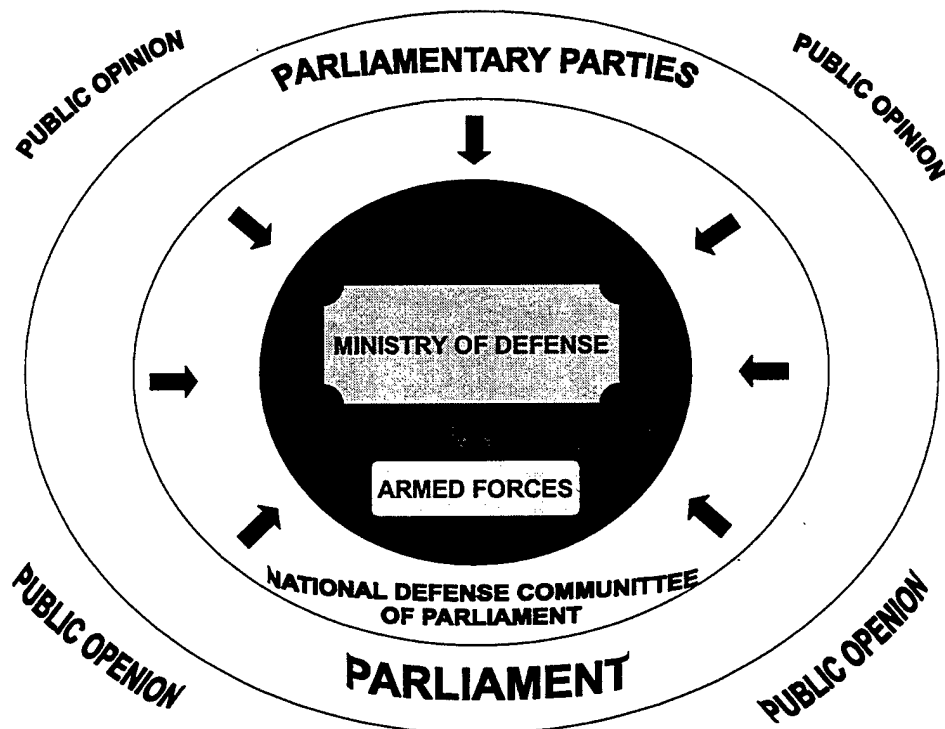 PUBLIC OPINION
PARLIAMENTARY PARTIES
PUBLIC OPINION
MINISTRY OF DEFENSE
ARMED FORCES
NATIONAL DEFENSE COMMUNITTEE
OF PARLIAMENT
PUBLIC OPENION
PARLIAMENT
PUBLIC OPENION